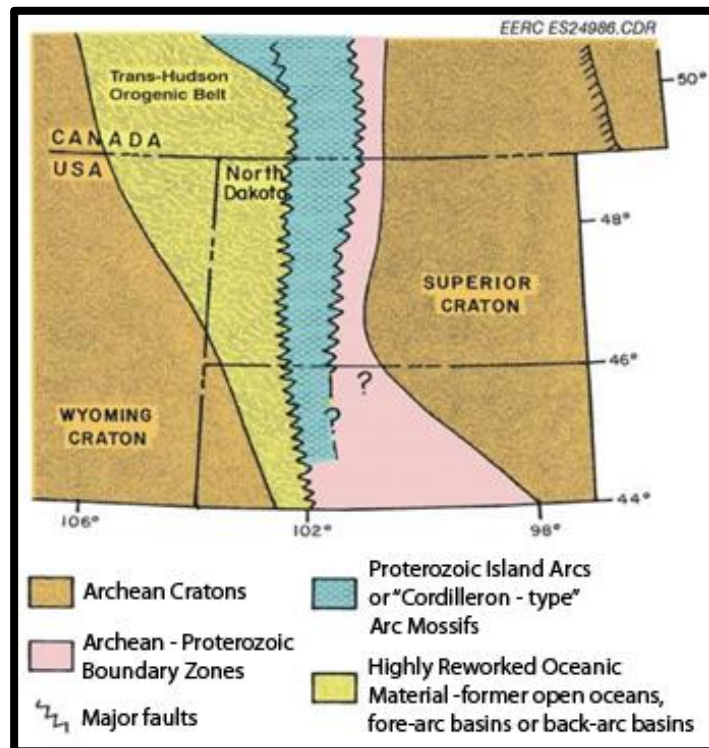 EERC ES24986.CDR
Trans-Hudson
Orogenic Belt
50°
CANADA
USA
North
Dakota
48°
SUPERIOR
CRATON
46°
?
?
WYOMING
CRATON
44°
106°
102°
98°
Archean Cratons
Proterozoic Island Arcs
or "Cordilleron - type"
Arc Mossifs
Archean - Proterozoic
Boundary Zones
Major faults
Highly Reworked Oceanic
Material -former open oceans,
fore-arc basins or back-arc basins